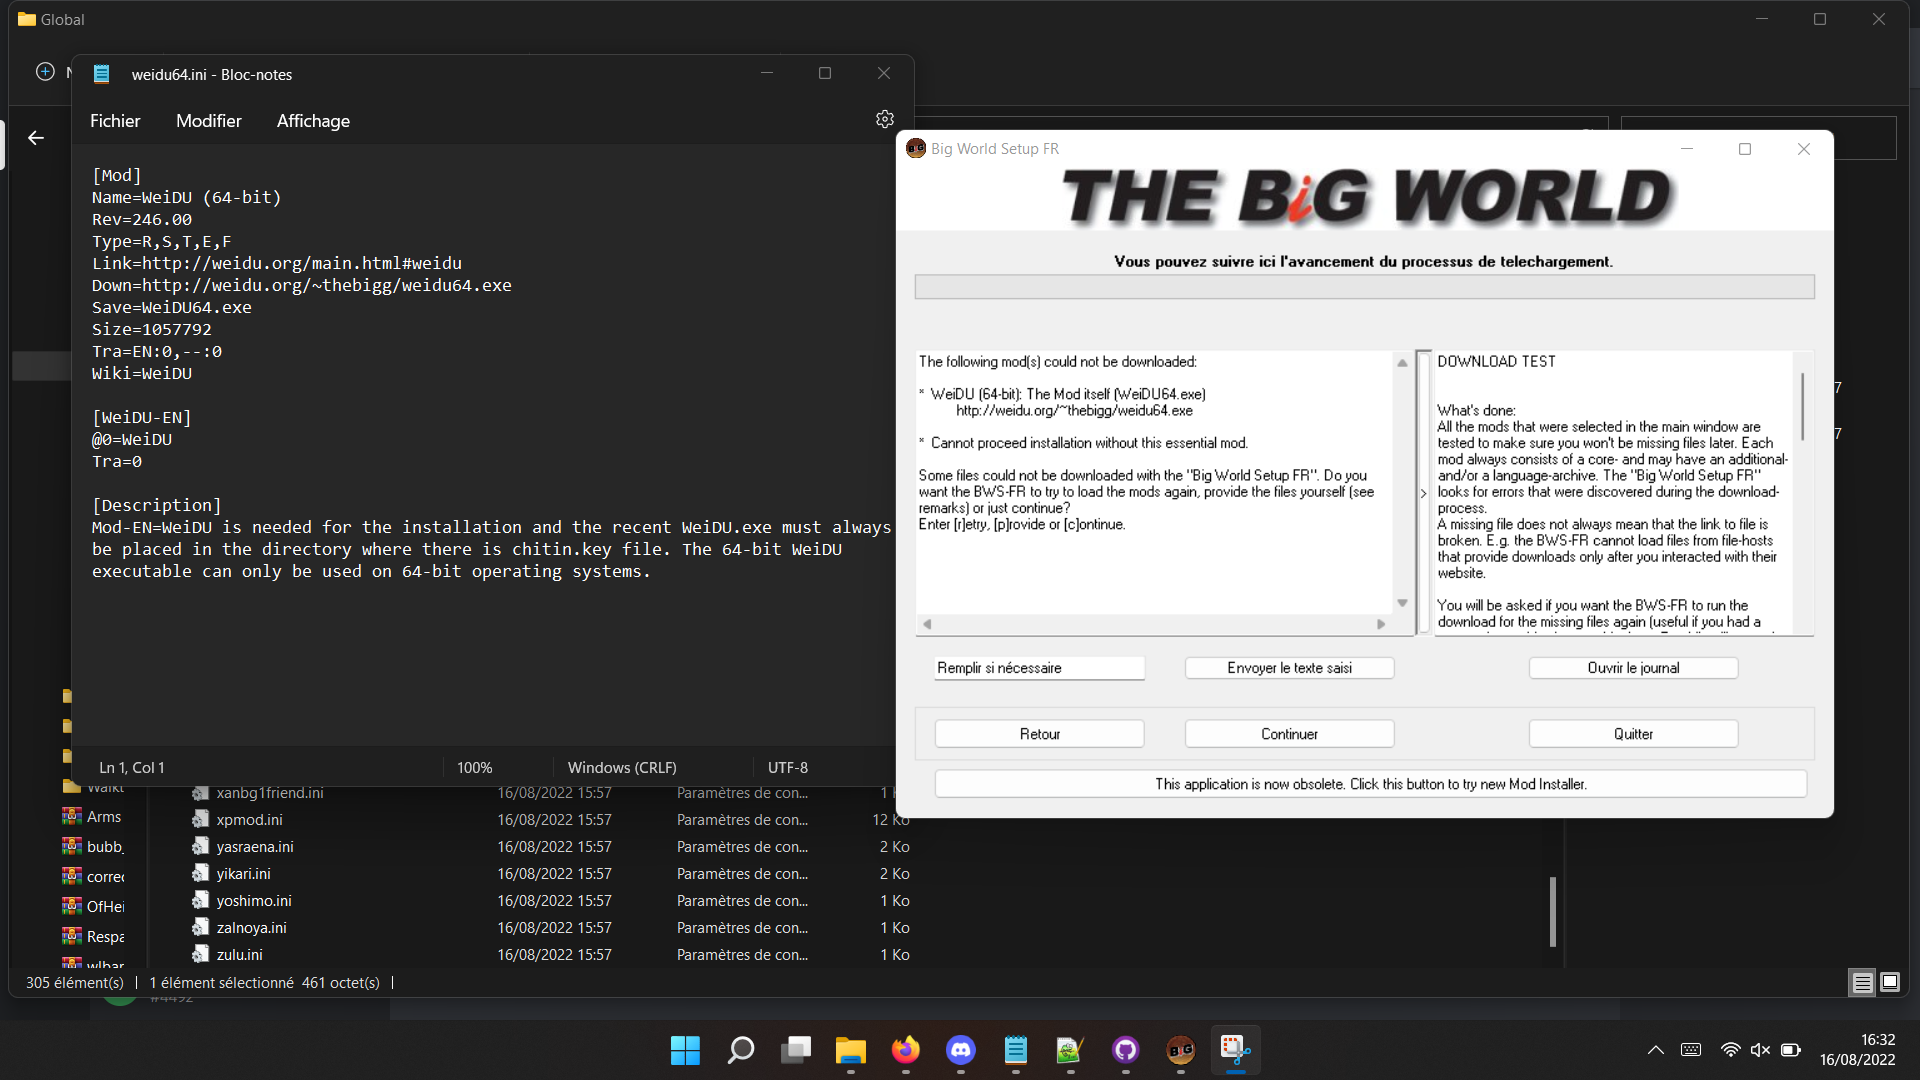 Global
weidu64.ini - Bloc-notes
Fichier
Modifier
Affichage
[Mod]
Name=WeiDU (64-bit)
Rev=246.00
Type=R,S,T,E,F
Link=http://weidu.org/main.html#weidu
Down=http://weidu.org/~thebigg/weidu64.exe
Save=WeiDU64.exe
Size=1057792
Tra=EN:0,--:0
Wiki=WeiDU
[WeiDU-EN]
@0=WeiDU
Tra=0
[Description]
Mod-EN=WeiDU is needed for the installation and the recent WeiDU.exe must always
be placed in the directory where there is chitin.key file. The 64-bit WeiDU
executable can only be used on 64-bit operating systems.
Ln 1, Col 1
100%
Windows (CRLF)
UTF-8
Big World Setup FR
THE BiG WORLD
Vous pouvez suivre ici l'avancement du processus de telechargement.
The following mod(s) could not be downloaded:
* WeiDU (64-bit): The Mod itself (WeiDU64.exe)
http://weidu.org/~thebigg/weidu64.exe
* Cannot proceed installation without this essential mod.
Some files could not be downloaded with the "Big World Setup FR". Do you
want the BWS-FR to try to load the mods again, provide the files yourself (see
remarks) or just continue?
Enter [r]etry, [p]rovide or [c]ontinue.
DOWNLOAD TEST
What's done:
All the mods that were selected in the main window are
tested to make sure you won't be missing files later. Each
mod always consists of a core- and may have an additional-
and/or a language-archive. The "Big World Setup FR"
looks for errors that were discovered during the download-
process.
A missing file does not always mean that the link to file is
broken. E.g. the BWS-FR cannot load files from file-hosts
that provide downloads only after you interacted with their
website.
You will be asked if you want the BWS-FR to run the
download for the missing files again (useful if you had a
Remplir si nécessaire
Envoyer le texte saisi
Ouvrir le journal
Retour
Continuer
Quitter
This application is now obsolete. Click this button to try new Mod Installer.
7
7
Arms
bubb_
correc
OfHei
Respa
wlbar
xanbg1friend.ini 16/08/2022 15:57 Paramètres de con... 1 Ko
xpmod.ini 16/08/2022 15:57 Paramètres de con... 12 Ko
yasraena.ini 16/08/2022 15:57 Paramètres de con... 2 Ko
yikari.ini 16/08/2022 15:57 Paramètres de con... 2 Ko
yoshimo.ini 16/08/2022 15:57 Paramètres de con... 1 Ko
zalnoya.ini 16/08/2022 15:57 Paramètres de con... 1 Ko
zulu.ini 16/08/2022 15:57 Paramètres de con... 1 Ko
305 élément(s)
1 élément sélectionné 461 octet(s)
#4492
16:32
16/08/2022